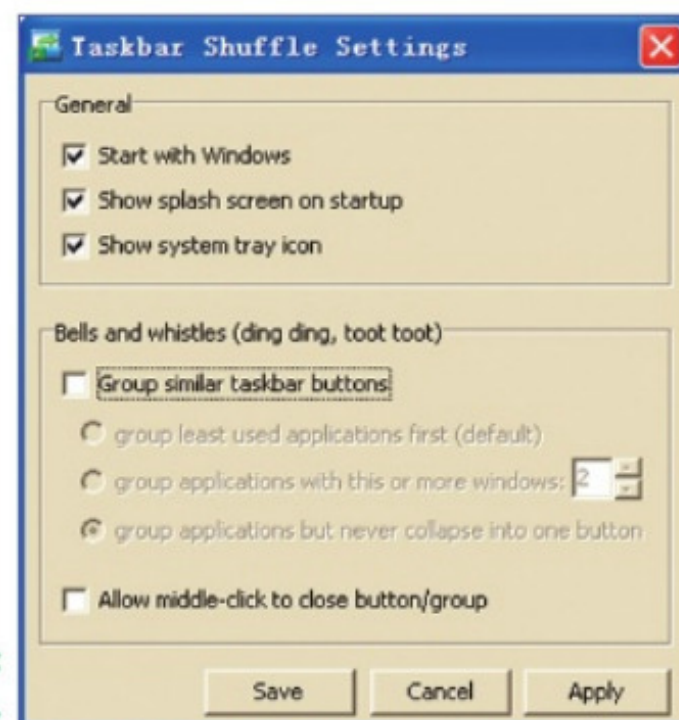 Taskbar Shuffle Settings
General
Start with Windows
Show splash screen on startup
Show system tray icon
Bells and whistles (ding ding, toot toot)
Group similar taskbar buttons
group least used applications first (default)
group applications with this or more windows: 2
group applications but never collapse into one button
Allow middle-click to close button/group
Save Cancel Apply